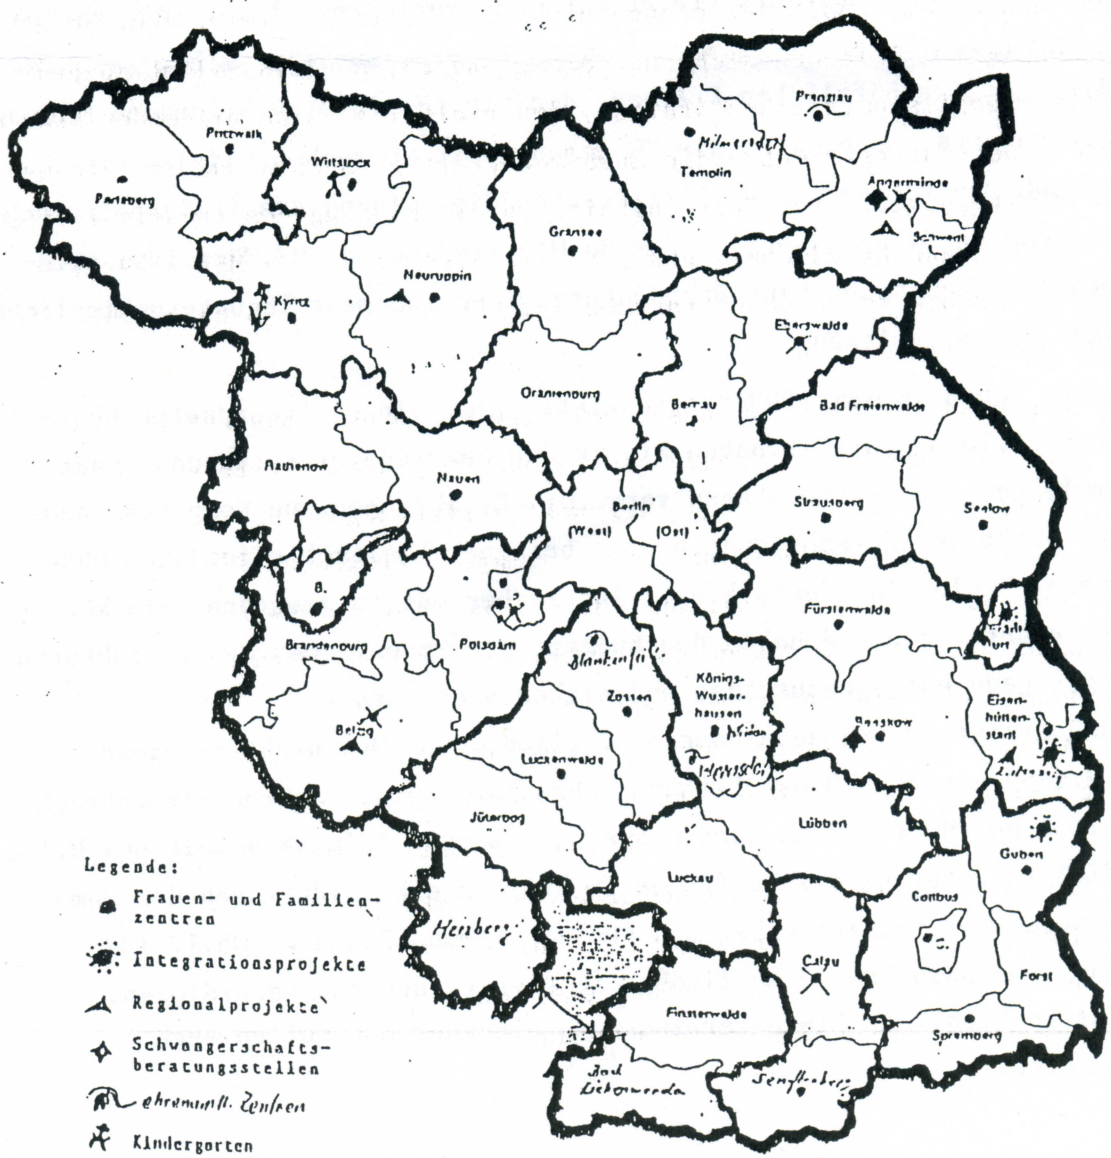 Prenzlau
Pritzwalk
Wittstock
Templin
Perleberg
Angermünde
Schwedt
Gransee
Neuruppin
Kyritz
Eberswalde
Oranienburg
Bernau
Bad Freienwalde
Rathenow
Nauen
Berlin
(West)
(Ost)
Strausberg
Seelow
B.
Brandenburg
Potsdam
Fürstenwalde
Blankenf.
Zossen
Königs-
Wuster-
hausen
Eisen-
hütten-
stadt
Beeskow
Belzig
Luckenwalde
Jüterbog
Lübben
Luckau
Guben
Cottbus
C.
Herzberg
Calau
Forst
Finsterwalde
Spremberg
Bad
Liebenwerda
Senftenberg
Legende:
Frauen- und Familien-
zentren
Integrationsprojekte
Regionalprojekte
Schwangerschafts-
beratungsstellen
ehrenamtl. Zentren
Kindergarten